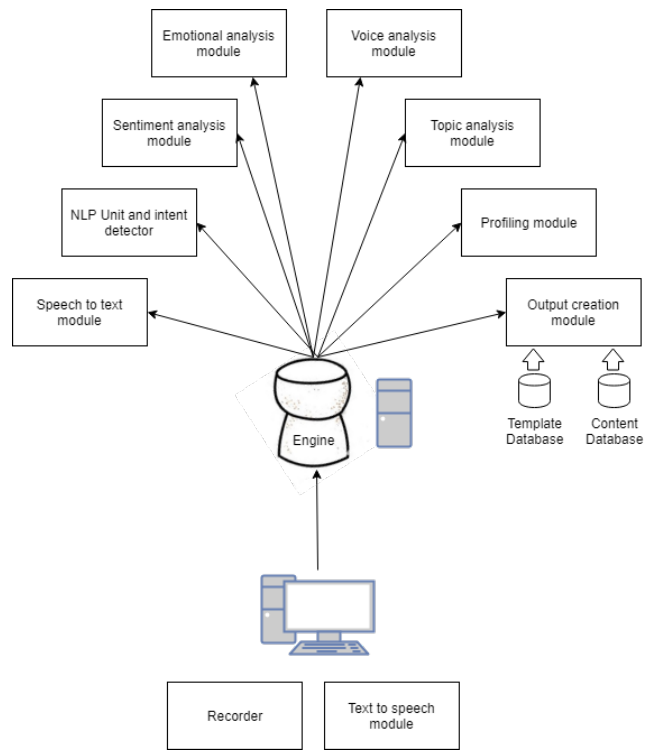 Emotional analysis
module
Voice analysis
module
Sentiment analysis
module
Topic analysis
module
NLP Unit and intent
detector
Profiling module
Speech to text
module
Output creation
module
Template
Database
Content
Database
Engine
Recorder
Text to speech
module